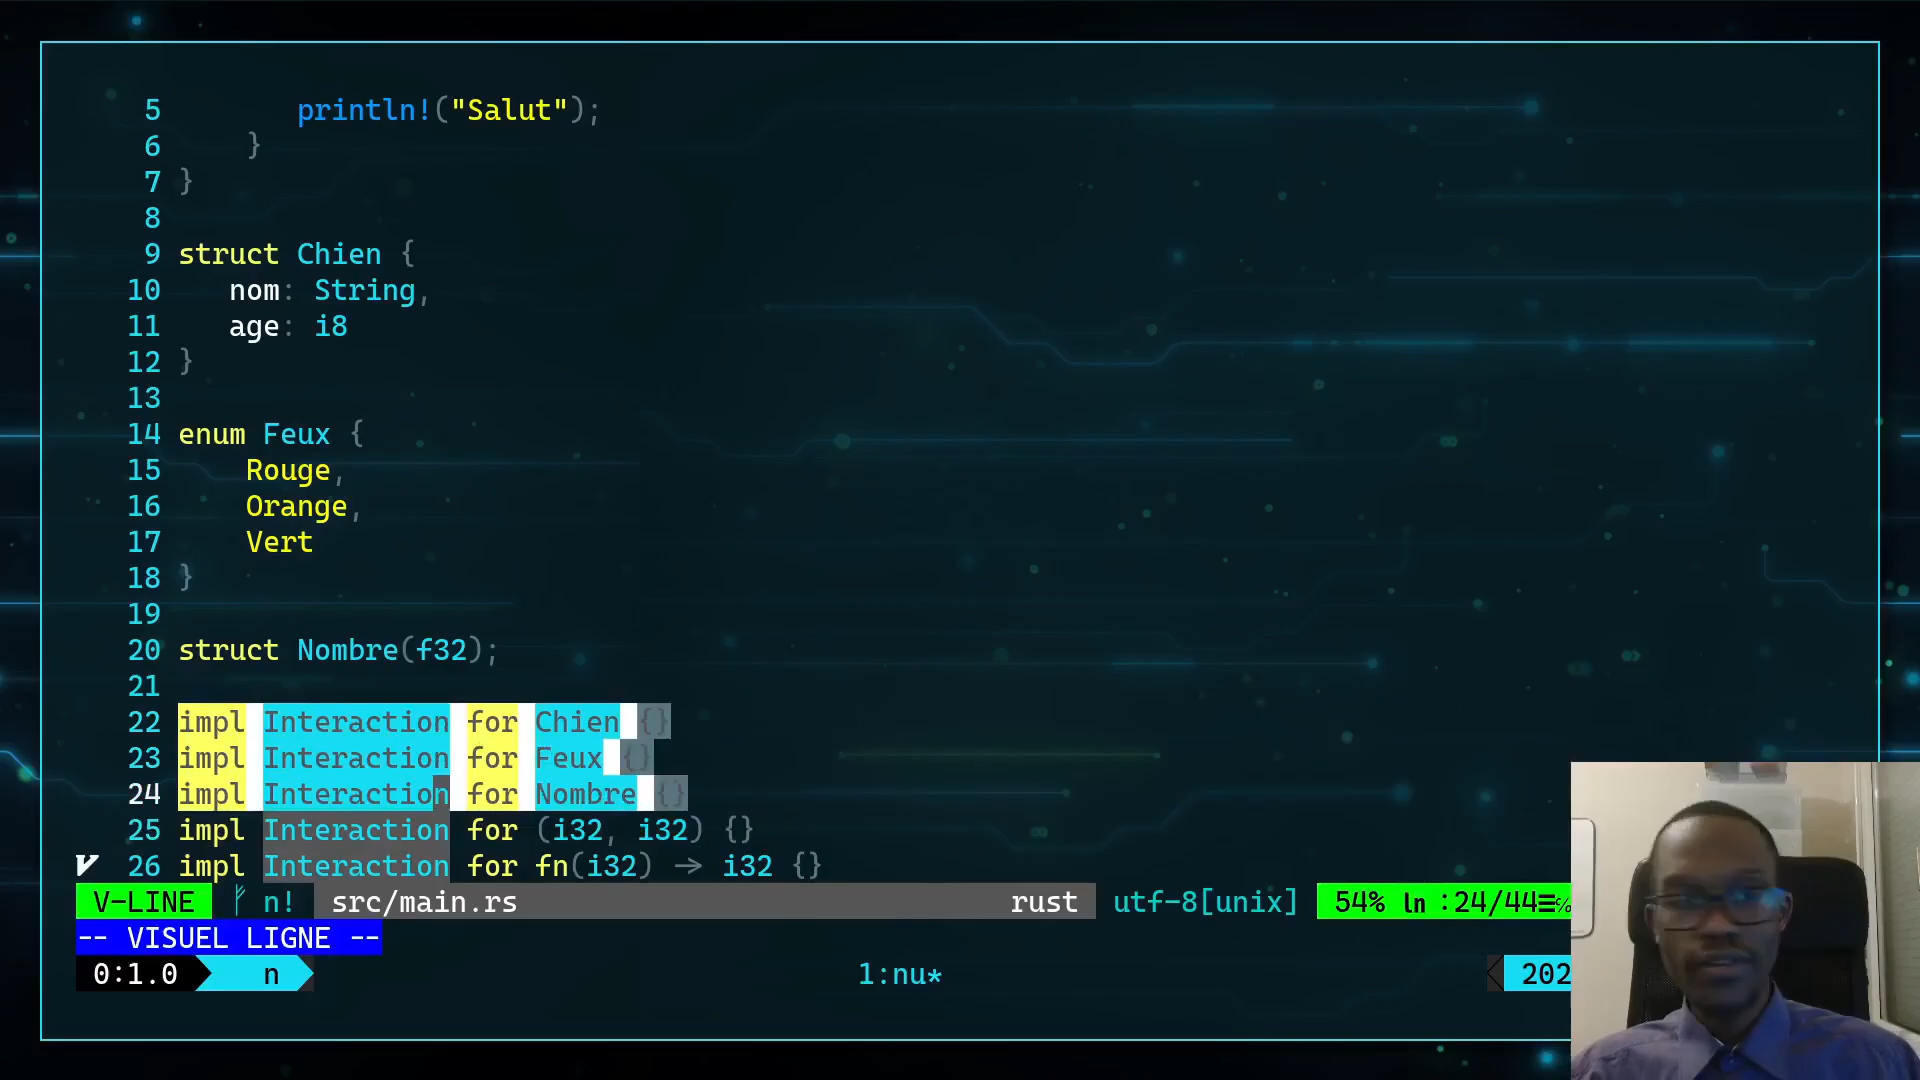 5 println!("Salut");
6 }
7 }
8
9 struct Chien {
10 nom: String,
11 age: i8
12 }
13
14 enum Feux {
15 Rouge,
16 Orange,
17 Vert
18 }
19
20 struct Nombre(f32);
21
22 impl Interaction for Chien {}
23 impl Interaction for Feux {}
24 impl Interaction for Nombre {}
25 impl Interaction for (i32, i32) {}
V 26 impl Interaction for fn(i32) -> i32 {}
V-LINE n! src/main.rs rust utf-8[unix] 54% ln :24/44
-- VISUEL LIGNE --
0:1.0 n 1:nu* 202